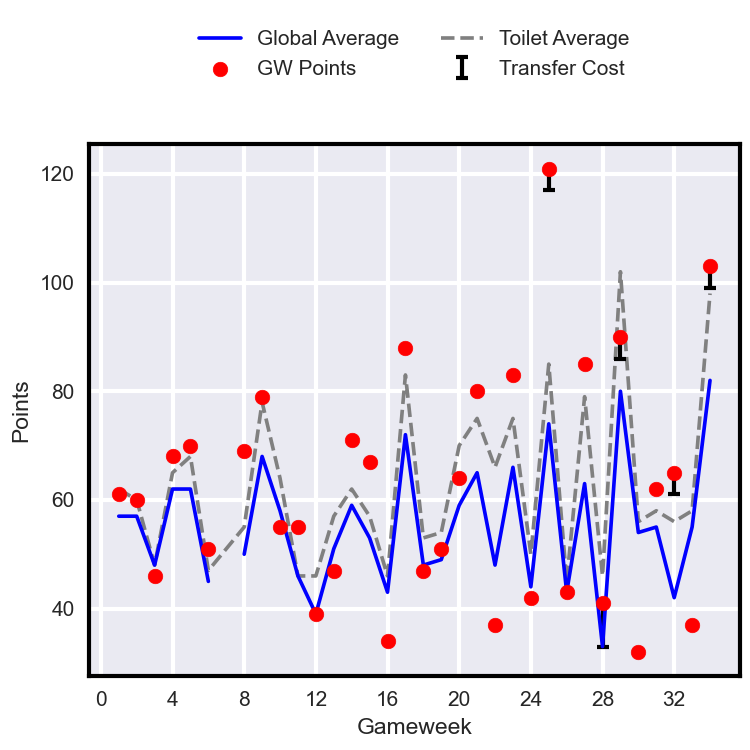 Global Average Toilet Average
GW Points Transfer Cost
120
100
80
60
40
Points
0 4 8 12 16 20 24 28 32
Gameweek